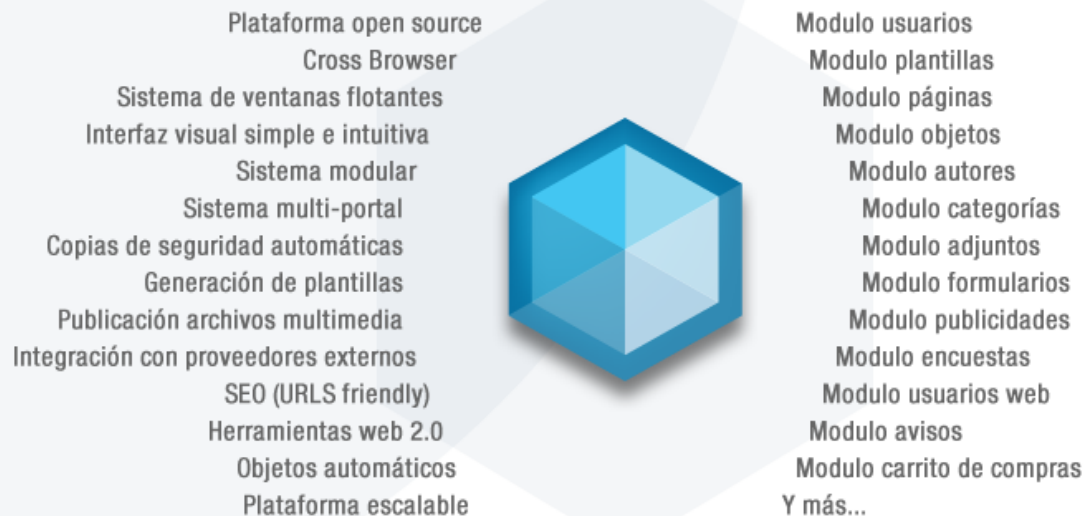 Plataforma open source
Cross Browser
Sistema de ventanas flotantes
Interfaz visual simple e intuitiva
Sistema modular
Sistema multi-portal
Copias de seguridad automáticas
Generación de plantillas
Publicación archivos multimedia
Integración con proveedores externos
SEO (URLS friendly)
Herramientas web 2.0
Objetos automáticos
Plataforma escalable
Modulo usuarios
Modulo plantillas
Modulo páginas
Modulo objetos
Modulo autores
Modulo categorías
Modulo adjuntos
Modulo formularios
Modulo publicidades
Modulo encuestas
Modulo usuarios web
Modulo avisos
Modulo carrito de compras
Y más...